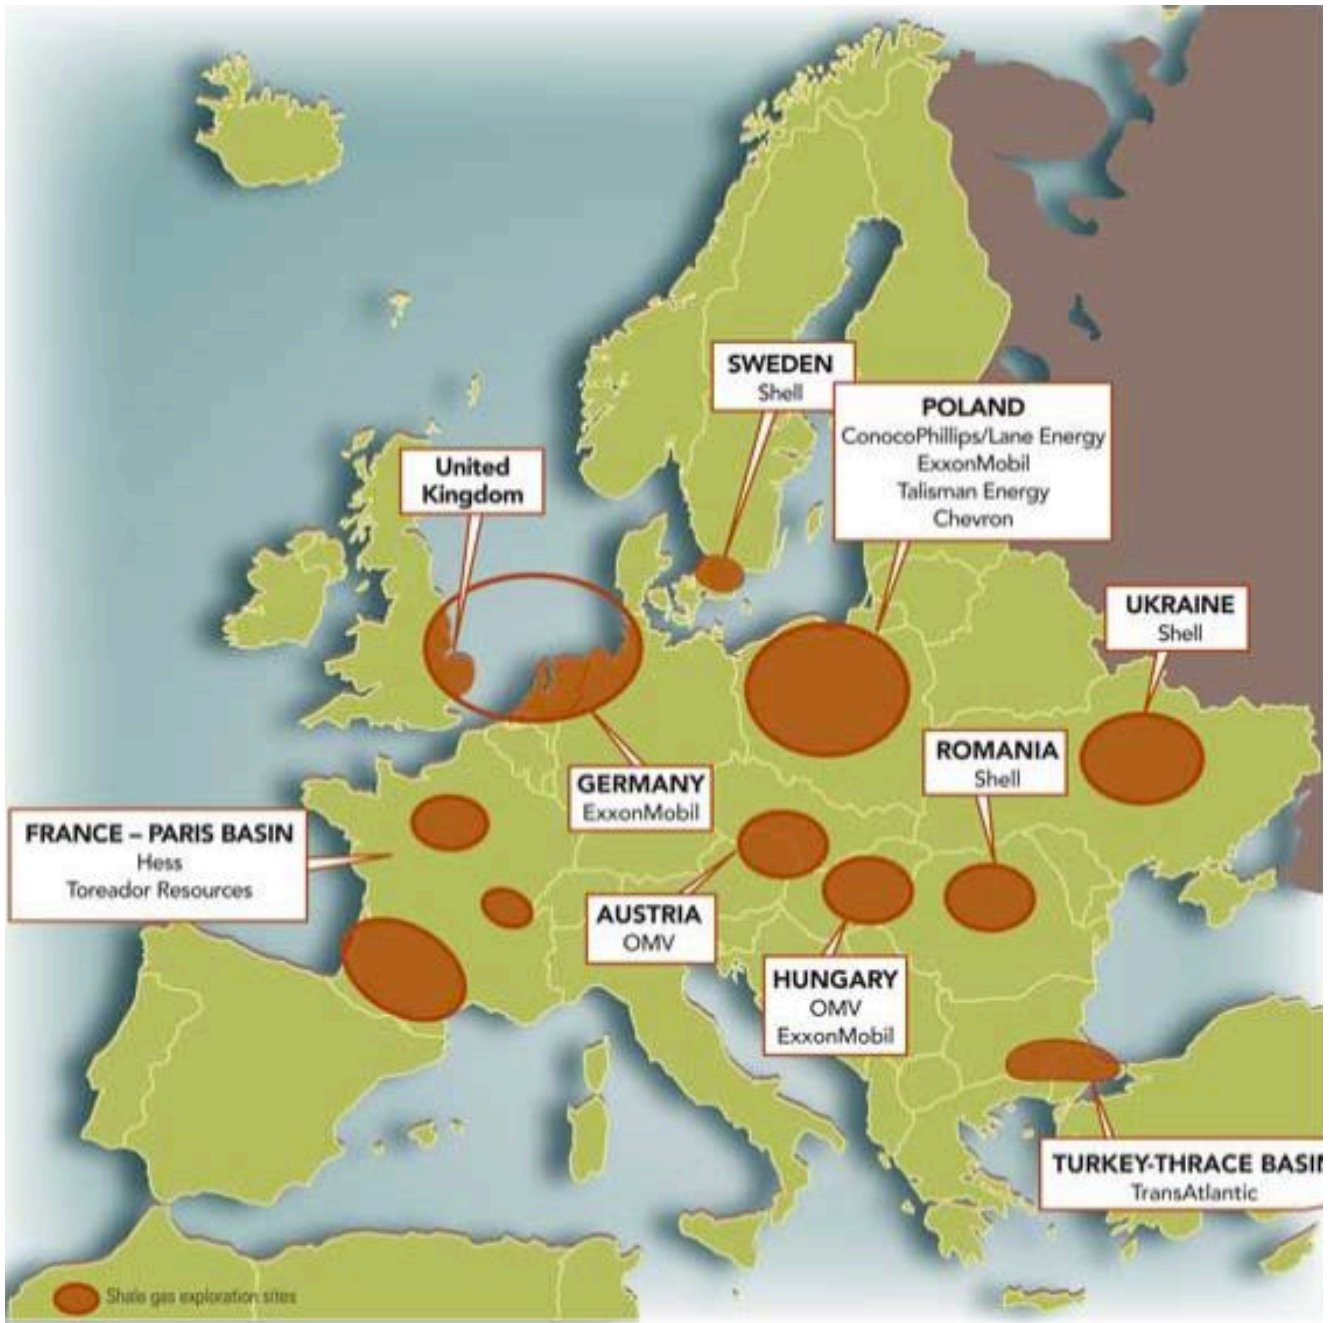 SWEDEN
Shell
POLAND
ConocoPhillips/Lane Energy
ExxonMobil
Talisman Energy
Chevron
United
Kingdom
UKRAINE
Shell
ROMANIA
Shell
GERMANY
ExxonMobil
FRANCE – PARIS BASIN
Hess
Toreador Resources
AUSTRIA
OMV
HUNGARY
OMV
ExxonMobil
TURKEY-THRACE BASIN
TransAtlantic
Shale gas exploration sites